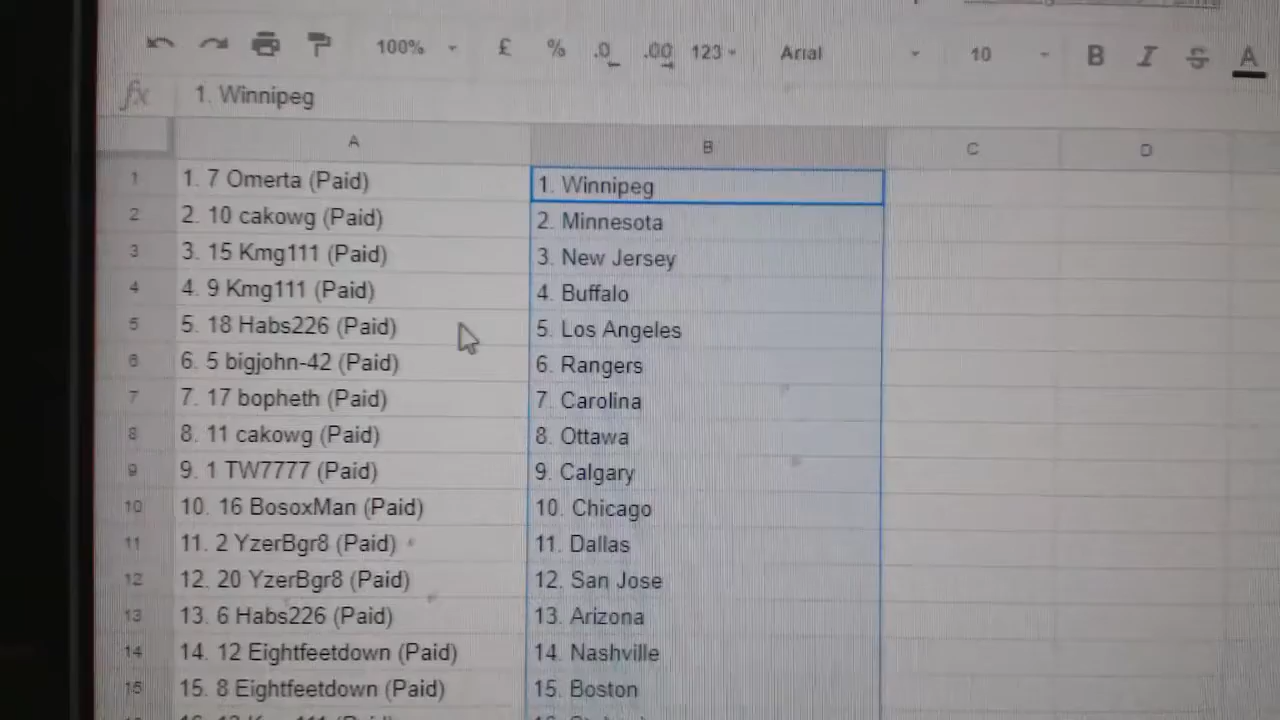 100% £ % .0 .00 123 Arial 10 B I S A
fx 1. Winnipeg
A B C D
1 1. 7 Omerta (Paid) 1. Winnipeg
2 2. 10 cakowg (Paid) 2. Minnesota
3 3. 15 Kmg111 (Paid) 3. New Jersey
4 4. 9 Kmg111 (Paid) 4. Buffalo
5 5. 18 Habs226 (Paid) 5. Los Angeles
6 6. 5 bigjohn-42 (Paid) 6. Rangers
7 7. 17 bopheth (Paid) 7. Carolina
8 8. 11 cakowg (Paid) 8. Ottawa
9 9. 1 TW7777 (Paid) 9. Calgary
10 10. 16 BosoxMan (Paid) 10. Chicago
11 11. 2 YzerBgr8 (Paid) 11. Dallas
12 12. 20 YzerBgr8 (Paid) 12. San Jose
13 13. 6 Habs226 (Paid) 13. Arizona
14 14. 12 Eightfeetdown (Paid) 14. Nashville
15 15. 8 Eightfeetdown (Paid) 15. Boston